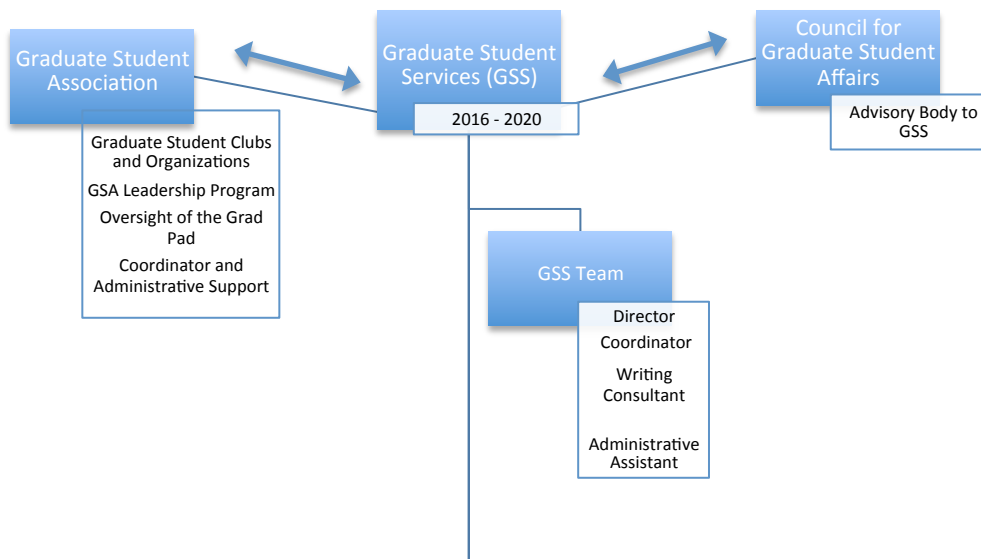 Graduate Student
Association
Graduate Student Clubs
and Organizations
GSA Leadership Program
Oversight of the Grad
Pad
Coordinator and
Administrative Support
Graduate Student
Services (GSS)
2016 - 2020
Council for
Graduate Student
Affairs
Advisory Body to
GSS
GSS Team
Director
Coordinator
Writing
Consultant
Administrative
Assistant